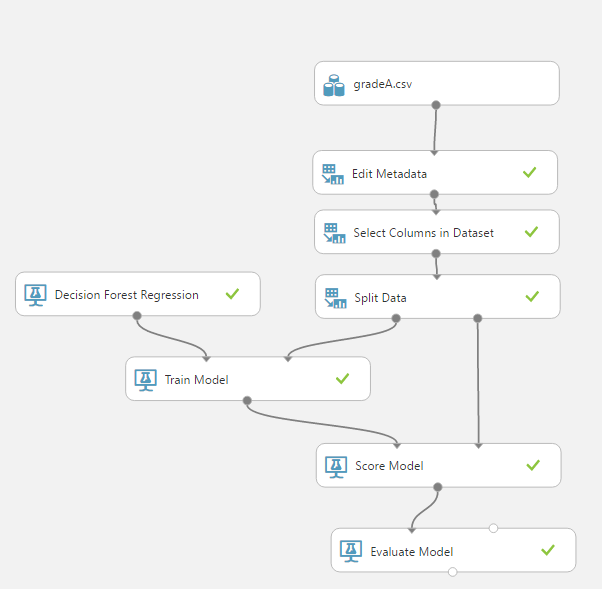 gradeA.csv
Edit Metadata
Select Columns in Dataset
Decision Forest Regression
Split Data
Train Model
Score Model
Evaluate Model